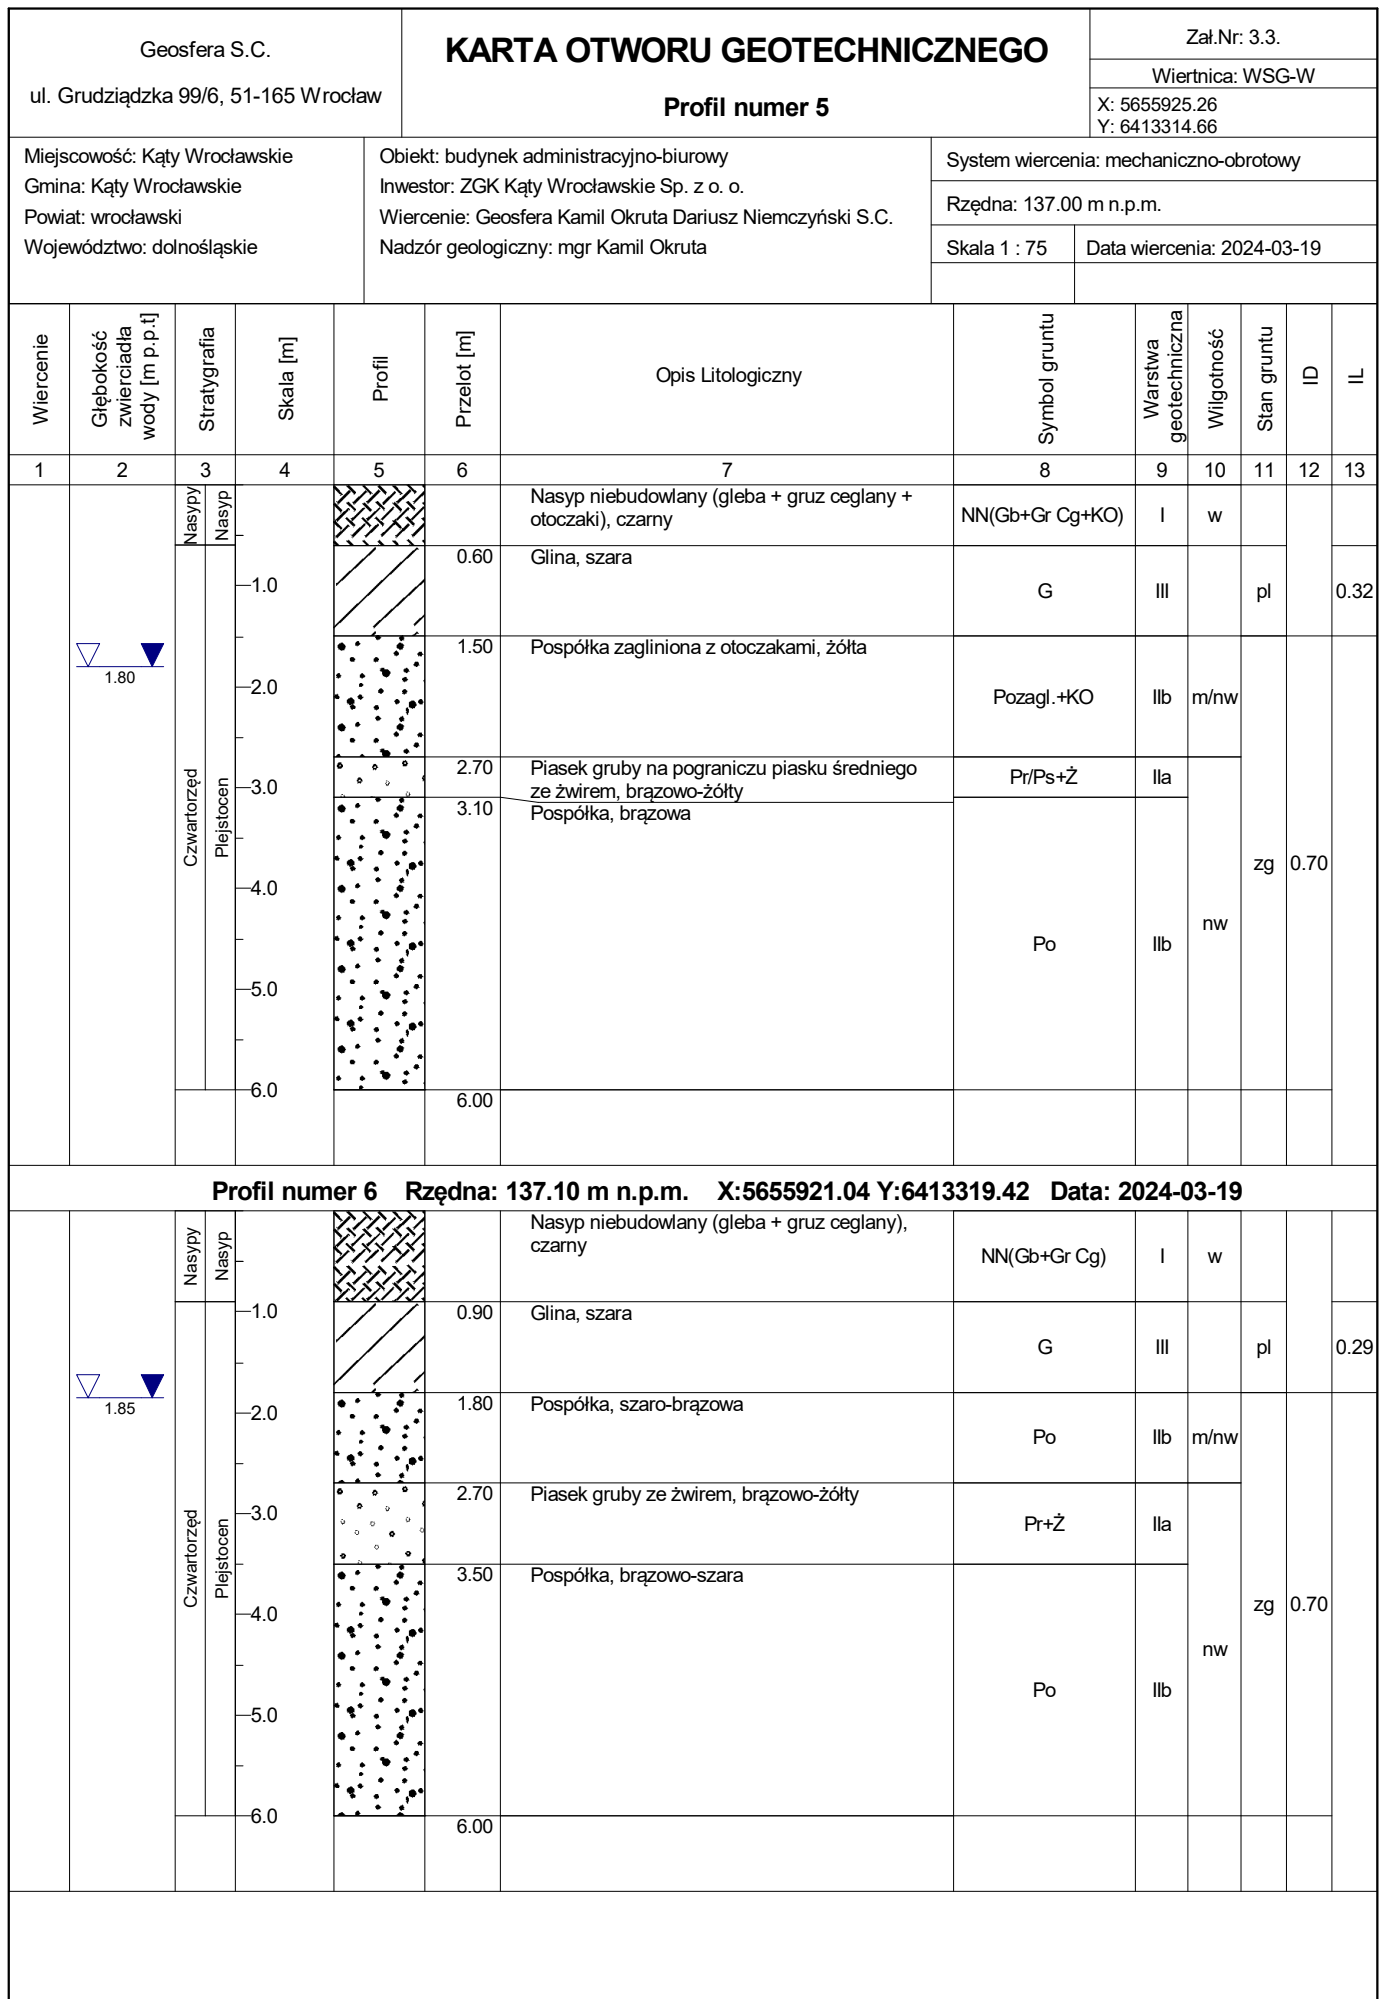 Geosfera S.C.
ul. Grudziądzka 99/6, 51-165 Wrocław
KARTA OTWORU GEOTECHNICZNEGO
Profil numer 5
Zał.Nr: 3.3.
Wiertnica: WSG-W
X: 5655925.26
Y: 6413314.66
Miejscowość: Kąty Wrocławskie
Gmina: Kąty Wrocławskie
Powiat: wrocławski
Województwo: dolnośląskie
Obiekt: budynek administracyjno-biurowy
Inwestor: ZGK Kąty Wrocławskie Sp. z o. o.
Wiercenie: Geosfera Kamil Okruta Dariusz Niemczyński S.C.
Nadzór geologiczny: mgr Kamil Okruta
System wiercenia: mechaniczno-obrotowy
Rzędna: 137.00 m n.p.m.
Skala 1 : 75
Data wiercenia: 2024-03-19
Wiercenie
Głębokość
zwierciadła
wody [m p.p.t]
Stratygrafia
Skala [m]
Profil
Przelot [m]
Opis Litologiczny
Symbol gruntu
Warstwa
geotechniczna
Wilgotność
Stan gruntu
ID
IL
1 2 3 4 5 6 7 8 9 10 11 12 13
Nasypy
Nasyp
Nasyp niebudowlany (gleba + gruz ceglany +
otoczaki), czarny
NN(Gb+Gr Cg+KO) I w
0.60 Glina, szara
1.0
G III pl 0.32
1.50 Pospółka zagliniona z otoczakami, żółta
1.80
2.0
Pozagl.+KO IIb m/nw
2.70 Piasek gruby na pograniczu piasku średniego
ze żwirem, brązowo-żółty
Pr/Ps+Ż IIa
3.0
3.10 Pospółka, brązowa
Czwartorzęd
Plejstocen
zg 0.70
4.0
nw
Po IIb
5.0
6.0
6.00
Profil numer 6 Rzędna: 137.10 m n.p.m. X:5655921.04 Y:6413319.42 Data: 2024-03-19
Nasypy
Nasyp
Nasyp niebudowlany (gleba + gruz ceglany),
czarny
NN(Gb+Gr Cg) I w
1.0
0.90 Glina, szara
G III pl 0.29
1.85
1.80 Pospółka, szaro-brązowa
2.0
Po IIb m/nw
2.70 Piasek gruby ze żwirem, brązowo-żółty
3.0
Pr+Ż IIa
Czwartorzęd
Plejstocen
3.50 Pospółka, brązowo-szara
zg 0.70
4.0
nw
Po IIb
5.0
6.0
6.00